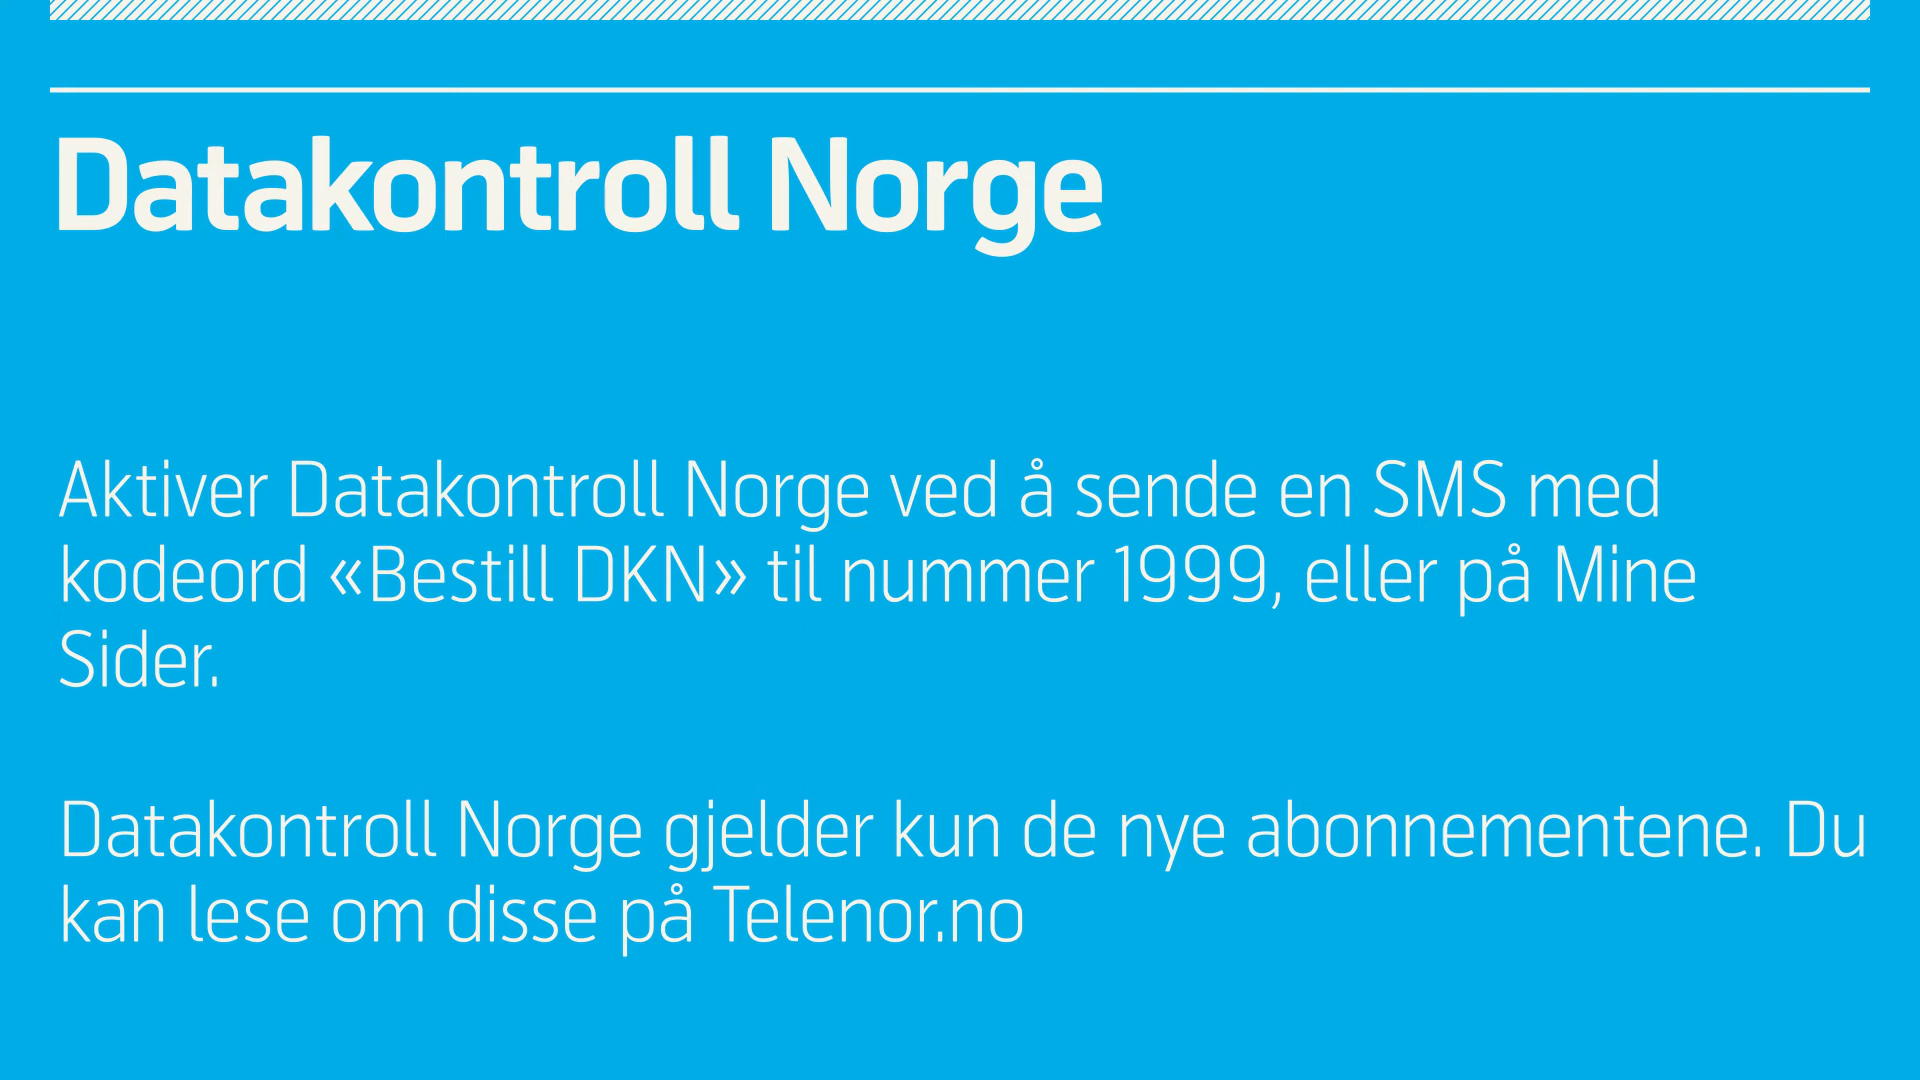 Datakontroll Norge
Aktiver Datakontroll Norge ved å sende en SMS med
kodeord «Bestill DKN» til nummer 1999, eller på Mine
Sider.
Datakontroll Norge gjelder kun de nye abonnementene. Du
kan lese om disse på Telenor.no